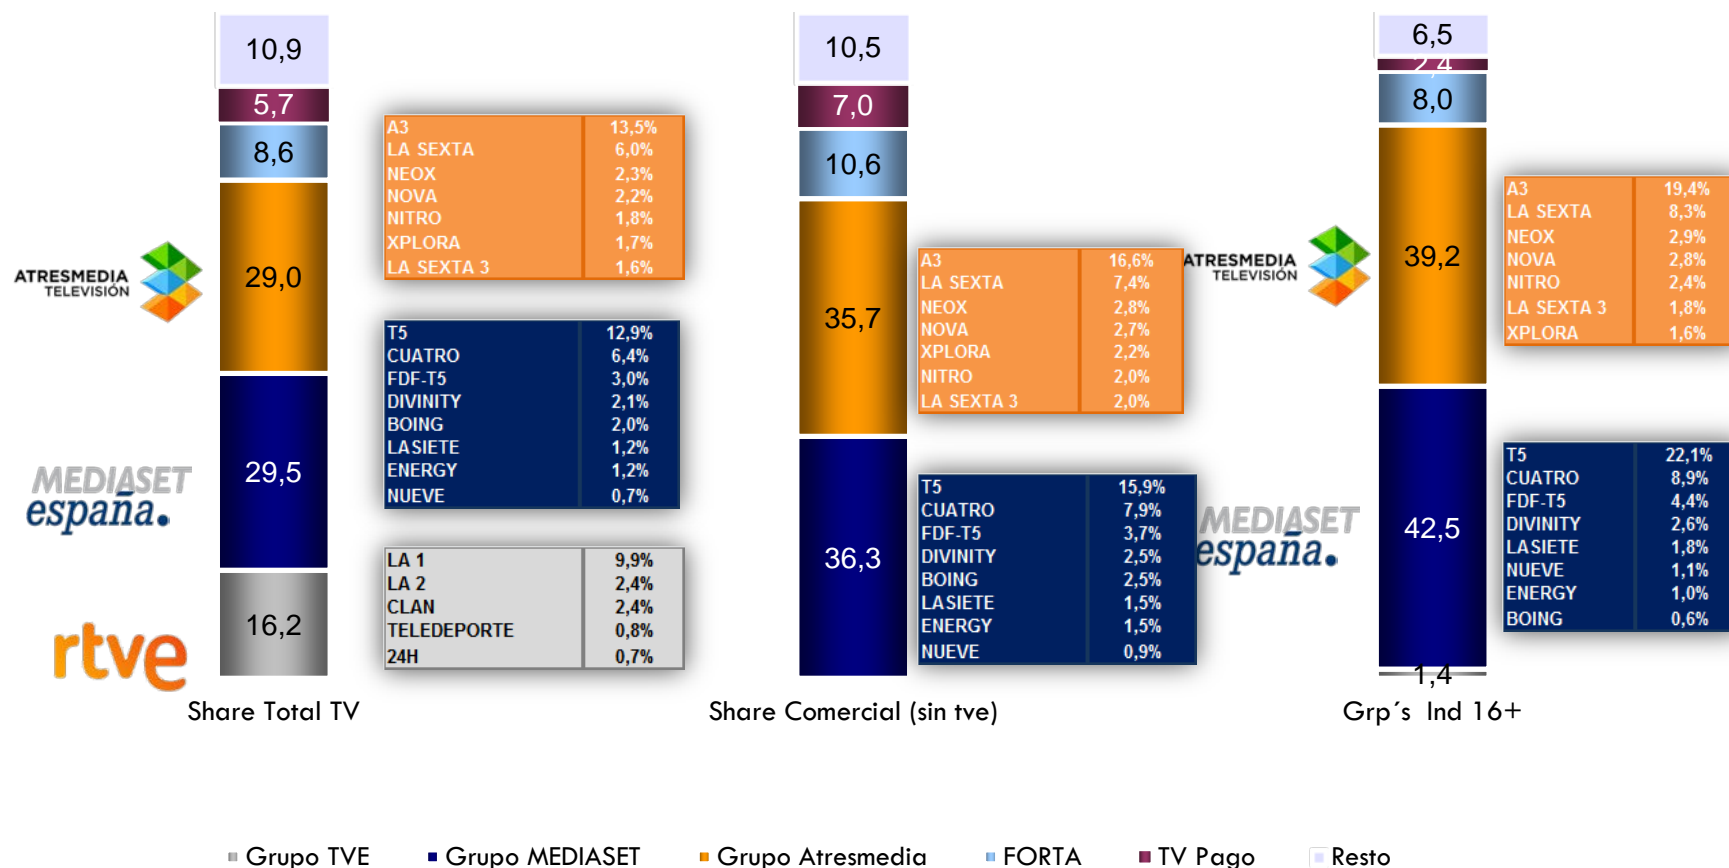 10,9
5,7
8,6
29,0
29,5
16,2
ATRESMEDIA
TELEVISIÓN
MEDIASET
españa.
rtve
A3 13,5%
LA SEXTA 6,0%
NEOX 2,3%
NOVA 2,2%
NITRO 1,8%
XPLORA 1,7%
LA SEXTA 3 1,6%
T5 12,9%
CUATRO 6,4%
FDF-T5 3,0%
DIVINITY 2,1%
BOING 2,0%
LASIETE 1,2%
ENERGY 1,2%
NUEVE 0,7%
LA 1 9,9%
LA 2 2,4%
CLAN 2,4%
TELEDEPORTE 0,8%
24H 0,7%
Share Total TV
10,5
7,0
10,6
35,7
36,3
A3 16,6%
LA SEXTA 7,4%
NEOX 2,8%
NOVA 2,7%
XPLORA 2,2%
NITRO 2,0%
LA SEXTA 3 2,0%
T5 15,9%
CUATRO 7,9%
FDF-T5 3,7%
DIVINITY 2,5%
BOING 2,5%
LASIETE 1,5%
ENERGY 1,5%
NUEVE 0,9%
Share Comercial (sin tve)
6,5
2,4
8,0
39,2
42,5
1,4
ATRESMEDIA
TELEVISIÓN
MEDIASET
españa.
A3 19,4%
LA SEXTA 8,3%
NEOX 2,9%
NOVA 2,8%
NITRO 2,4%
LA SEXTA 3 1,8%
XPLORA 1,6%
T5 22,1%
CUATRO 8,9%
FDF-T5 4,4%
DIVINITY 2,6%
LASIETE 1,8%
NUEVE 1,1%
ENERGY 1,0%
BOING 0,6%
Grp´s Ind 16+
Grupo TVE Grupo MEDIASET Grupo Atresmedia FORTA TV Pago Resto